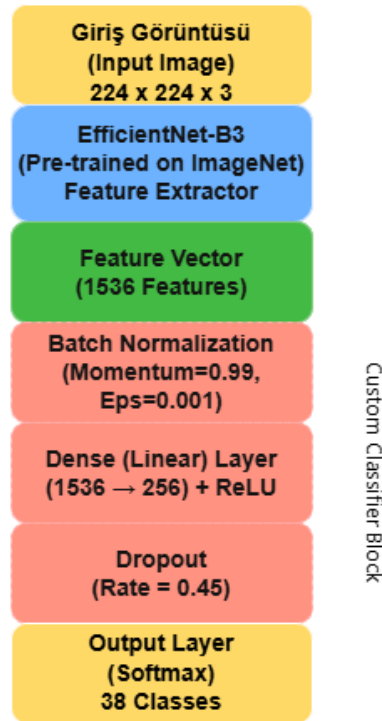 Giriş Görüntüsü
(Input Image)
224 x 224 x 3
EfficientNet-B3
(Pre-trained on ImageNet)
Feature Extractor
Feature Vector
(1536 Features)
Batch Normalization
(Momentum=0.99,
Eps=0.001)
Dense (Linear) Layer
(1536 → 256) + ReLU
Dropout
(Rate = 0.45)
Output Layer
(Softmax)
38 Classes
Custom Classifier Block